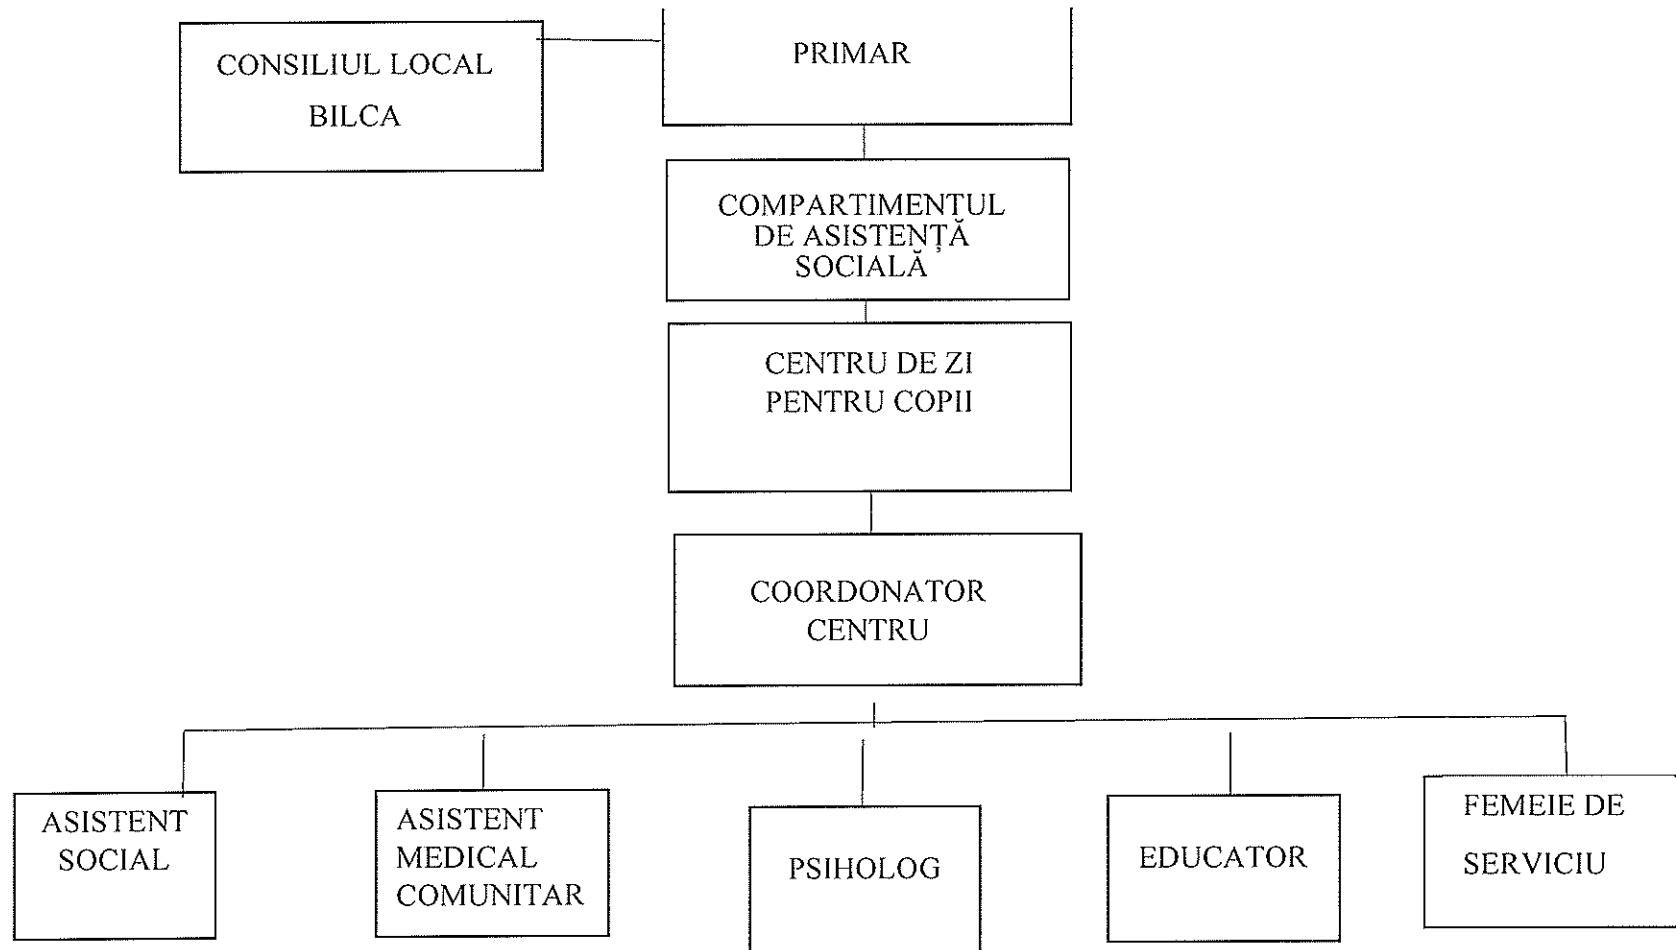 CONSILIUL LOCAL
BILCA
PRIMAR
COMPARTIMENTUL
DE ASISTENȚĂ
SOCIALĂ
CENTRU DE ZI
PENTRU COPII
COORDONATOR
CENTRU
ASISTENT
SOCIAL
ASISTENT
MEDICAL
COMUNITAR
PSIHOLOG
EDUCATOR
FEMEIE DE
SERVICIU